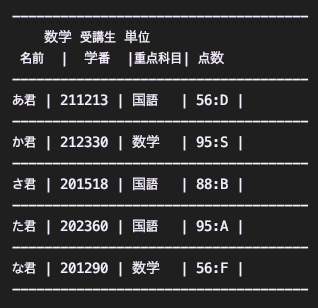 数学 受講生 単位
名前 | 学番 |重点科目| 点数
あ君 | 211213 | 国語 | 56:D |
か君 | 212330 | 数学 | 95:S |
さ君 | 201518 | 国語 | 88:B |
た君 | 202360 | 国語 | 95:A |
な君 | 201290 | 数学 | 56:F |